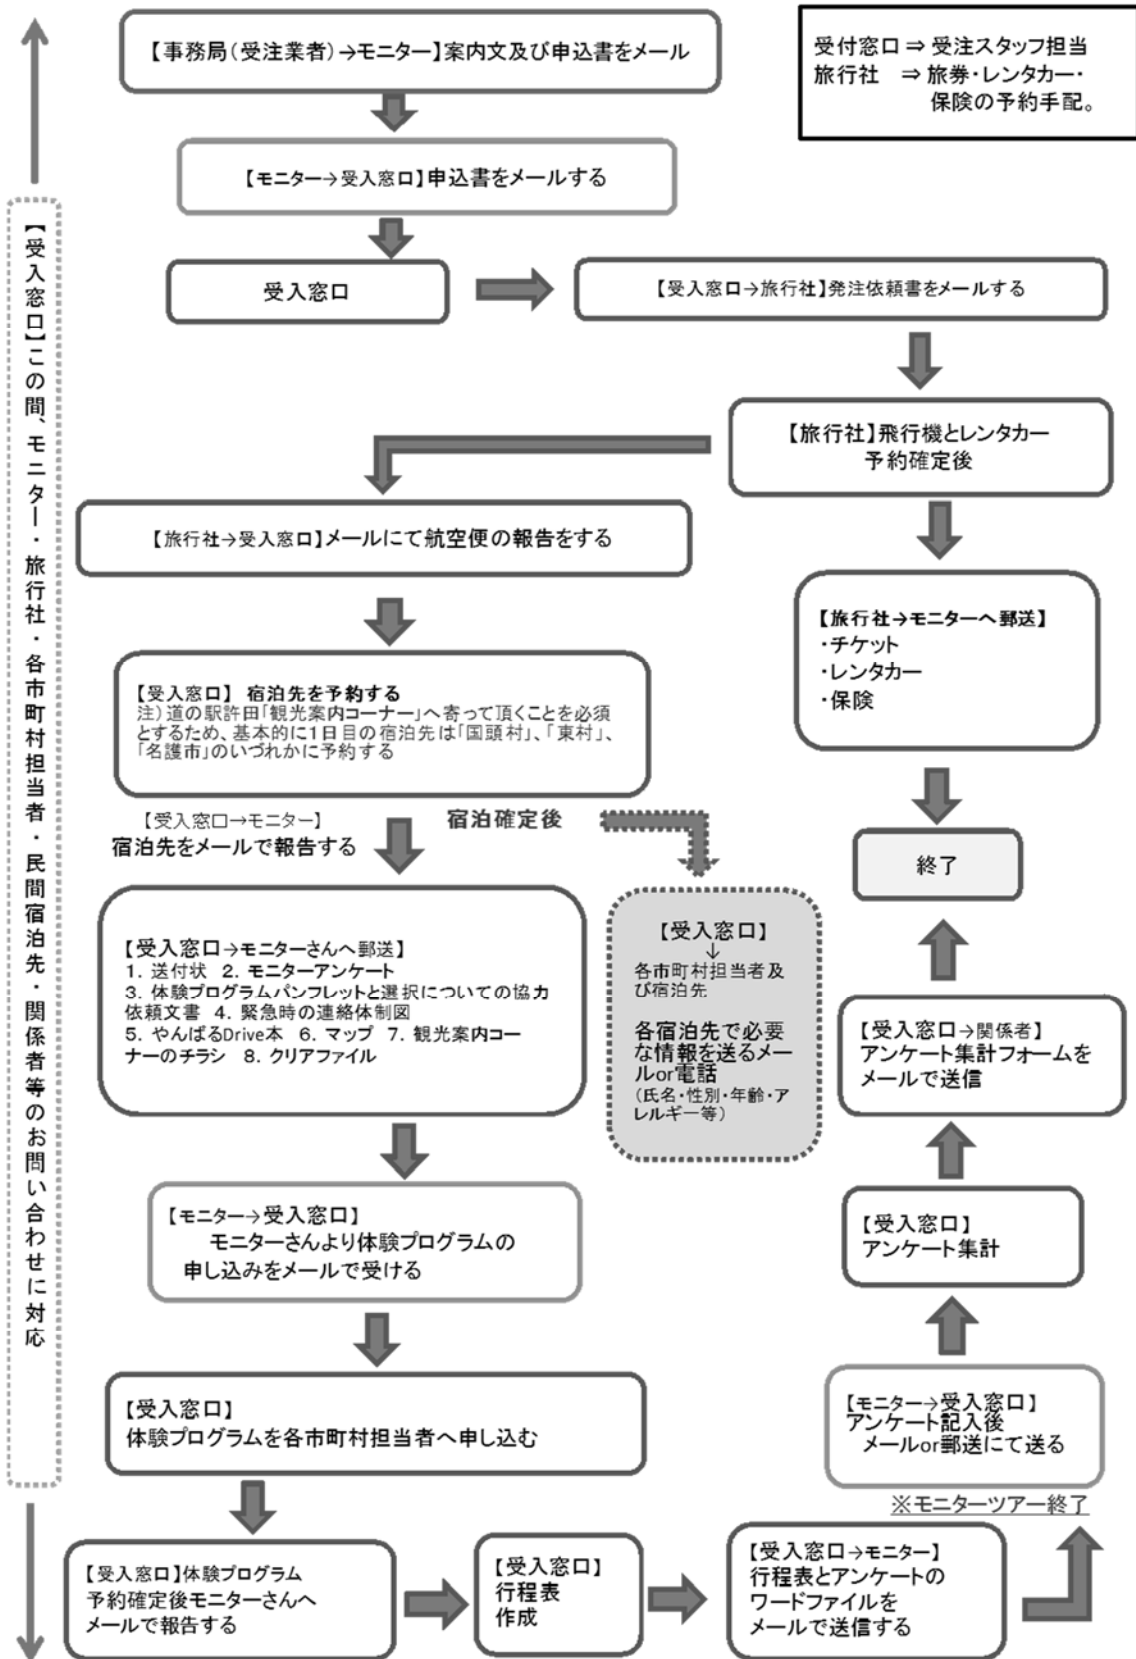 【事務局（受注業者）→モニター】案内文及び申込書をメール
受付窓口 ⇒ 受注スタッフ担当
旅行社　⇒ 旅券・レンタカー・
保険の予約手配。
【モニター→受入窓口】申込書をメールする
受入窓口
【受入窓口→旅行社】発注依頼書をメールする
【旅行社】飛行機とレンタカー
予約確定後
【旅行社→受入窓口】メールにて航空便の報告をする
【旅行社→モニターへ郵送】
・チケット
・レンタカー
・保険
【受入窓口】 宿泊先を予約する
注）道の駅許田「観光案内コーナー」へ寄って頂くことを必須
とするため、基本的に1日目の宿泊先は「国頭村」、「東村」、
「名護市」のいづれかに予約する
【受入窓口→モニター】
宿泊先をメールで報告する
宿泊確定後
終了
【受入窓口→モニターさんへ郵送】
1. 送付状 2. モニターアンケート
3. 体験プログラムパンフレットと選択についての協力
依頼文書 4. 緊急時の連絡体制図
5. やんばるDrive本 6. マップ 7. 観光案内コー
ナーのチラシ 8. クリアファイル
【受入窓口】
↓
各市町村担当者及
び宿泊先
各宿泊先で必要
な情報を送るメー
ルor電話
（氏名・性別・年齢・ア
レルギー等）
【受入窓口→関係者】
アンケート集計フォームを
メールで送信
【モニター→受入窓口】
モニターさんより体験プログラムの
申し込みをメールで受ける
【受入窓口】
アンケート集計
【受入窓口】
体験プログラムを各市町村担当者へ申し込む
【モニター→受入窓口】
アンケート記入後
メールor郵送にて送る
※モニターツアー終了
【受入窓口】体験プログラム
予約確定後モニターさんへ
メールで報告する
【受入窓口】
行程表
作成
【受入窓口→モニター】
行程表とアンケートの
ワードファイルを
メールで送信する
【受入窓口】この間、モニター・旅行社・各市町村担当者・民間宿泊先・関係者等のお問い合わせに対応